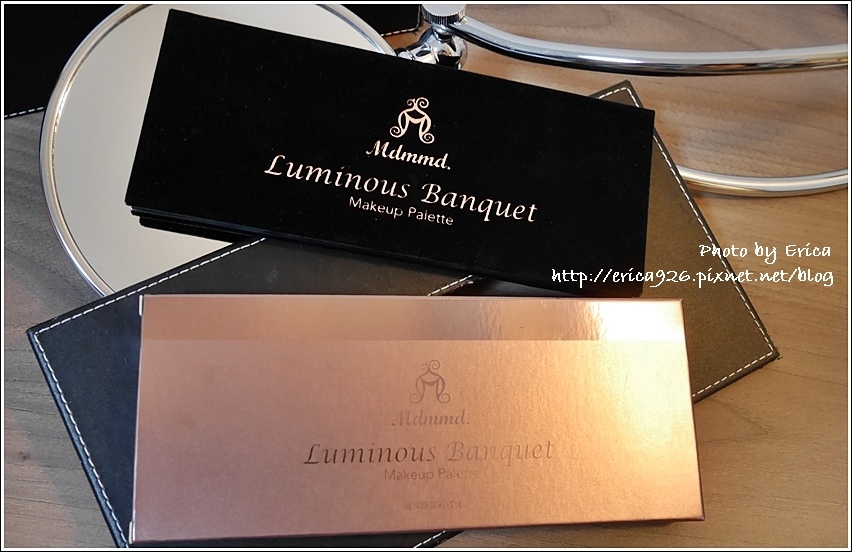 Mdmmd.
Luminous Banquet
Makeup Palette
Photo by Erica
http://erica926.pixnet.net/blog
Mdmmd.
Luminous Banquet
Makeup Palette